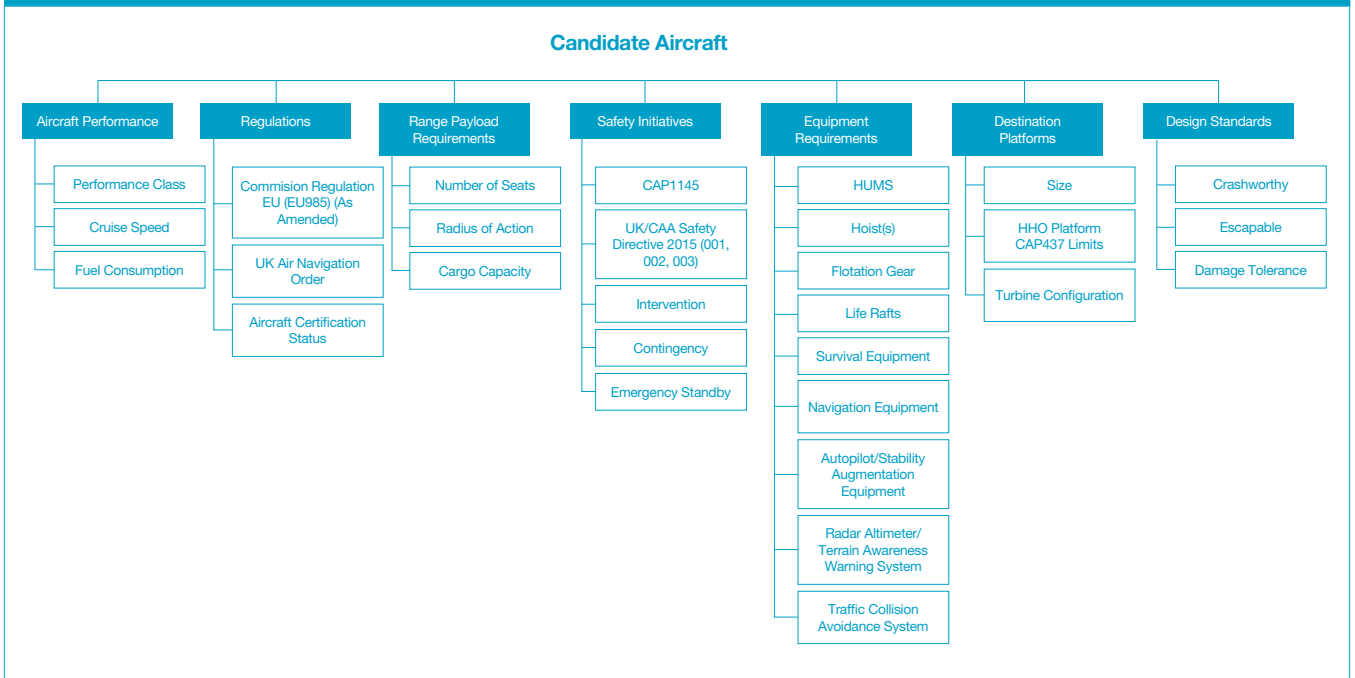 Candidate Aircraft
Aircraft Performance
Performance Class
Cruise Speed
Fuel Consumption
Regulations
Commision Regulation
EU (EU985) (As
Amended)
UK Air Navigation
Order
Aircraft Certification
Status
Range Payload
Requirements
Number of Seats
Radius of Action
Cargo Capacity
Safety Initiatives
CAP1145
UK/CAA Safety
Directive 2015 (001,
002, 003)
Intervention
Contingency
Emergency Standby
Equipment
Requirements
HUMS
Hoist(s)
Flotation Gear
Life Rafts
Survival Equipment
Navigation Equipment
Autopilot/Stability
Augmentation
Equipment
Radar Altimeter/
Terrain Awareness
Warning System
Traffic Collision
Avoidance System
Destination
Platforms
Size
HHO Platform
CAP437 Limits
Turbine Configuration
Design Standards
Crashworthy
Escapable
Damage Tolerance